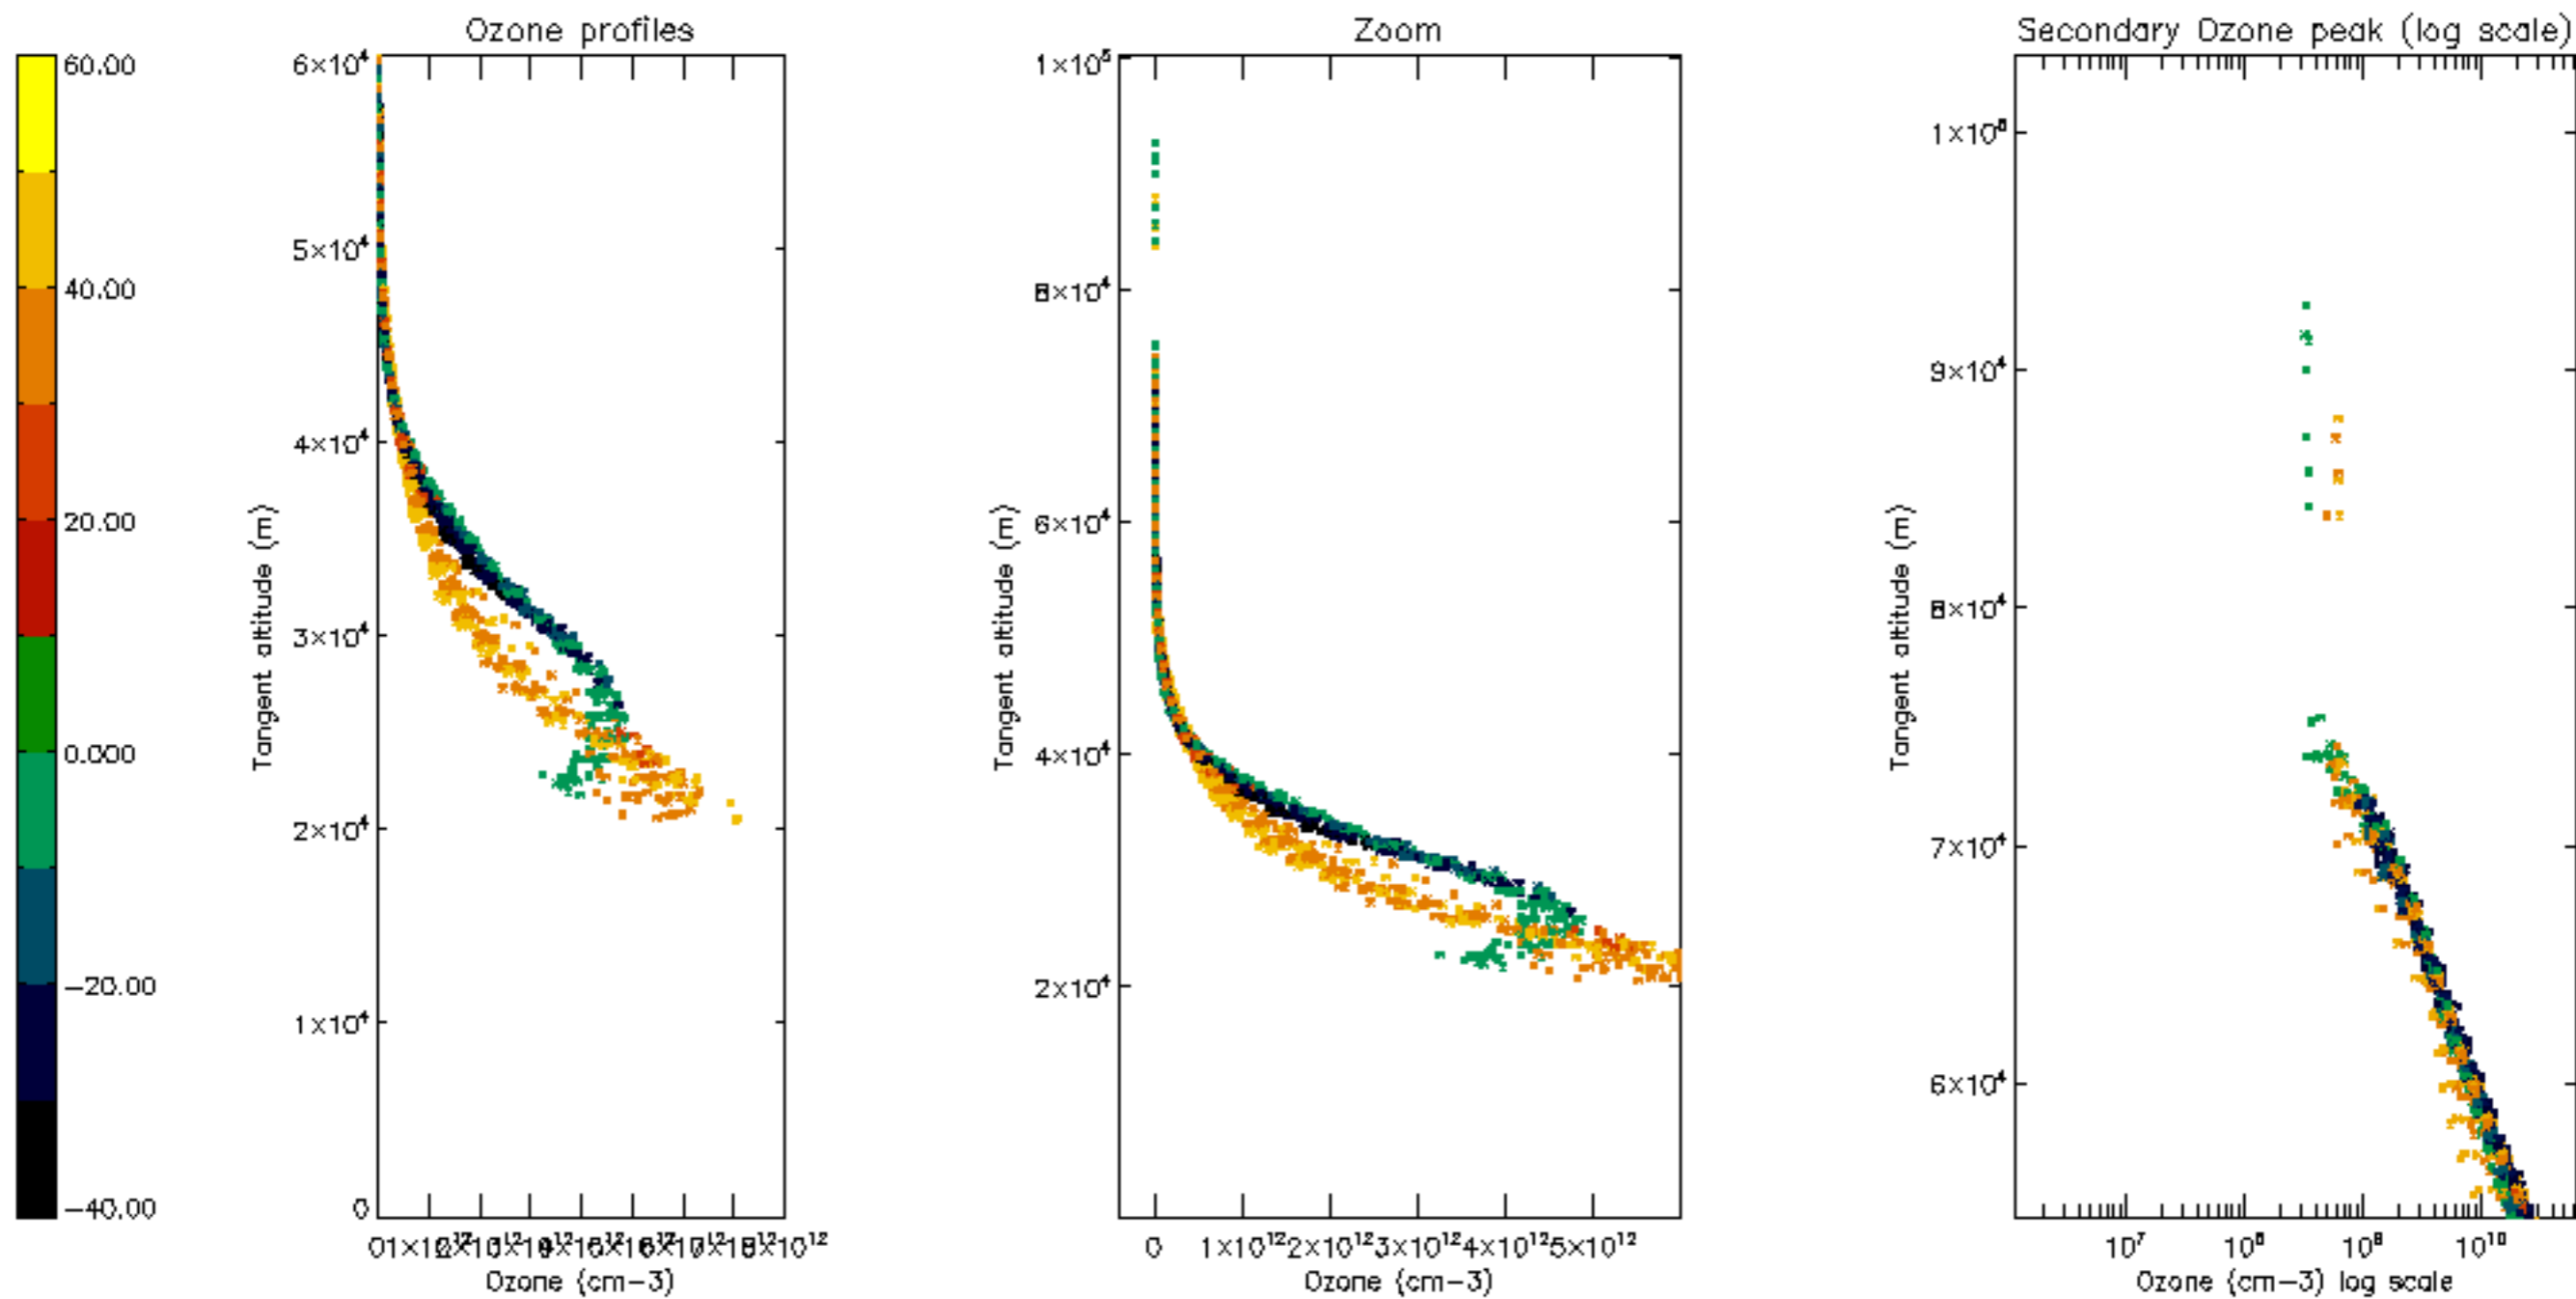 Ozone profiles
Zoom
Secondary Ozone peak (log scale)
60.00
40.00
20.00
0.000
−20.00
−40.00
Tangent altitude (m)
6×10⁴
5×10⁴
4×10⁴
3×10⁴
2×10⁴
1×10⁴
0
Ozone (cm−3)
Tangent altitude (m)
1×10⁵
8×10⁴
6×10⁴
4×10⁴
2×10⁴
0 1×10¹² 2×10¹² 3×10¹² 4×10¹² 5×10¹²
Ozone (cm−3)
Tangent altitude (m)
9×10⁴
8×10⁴
7×10⁴
6×10⁴
10⁷ 10⁸ 10⁹ 10¹⁰
Ozone (cm−3) log scale